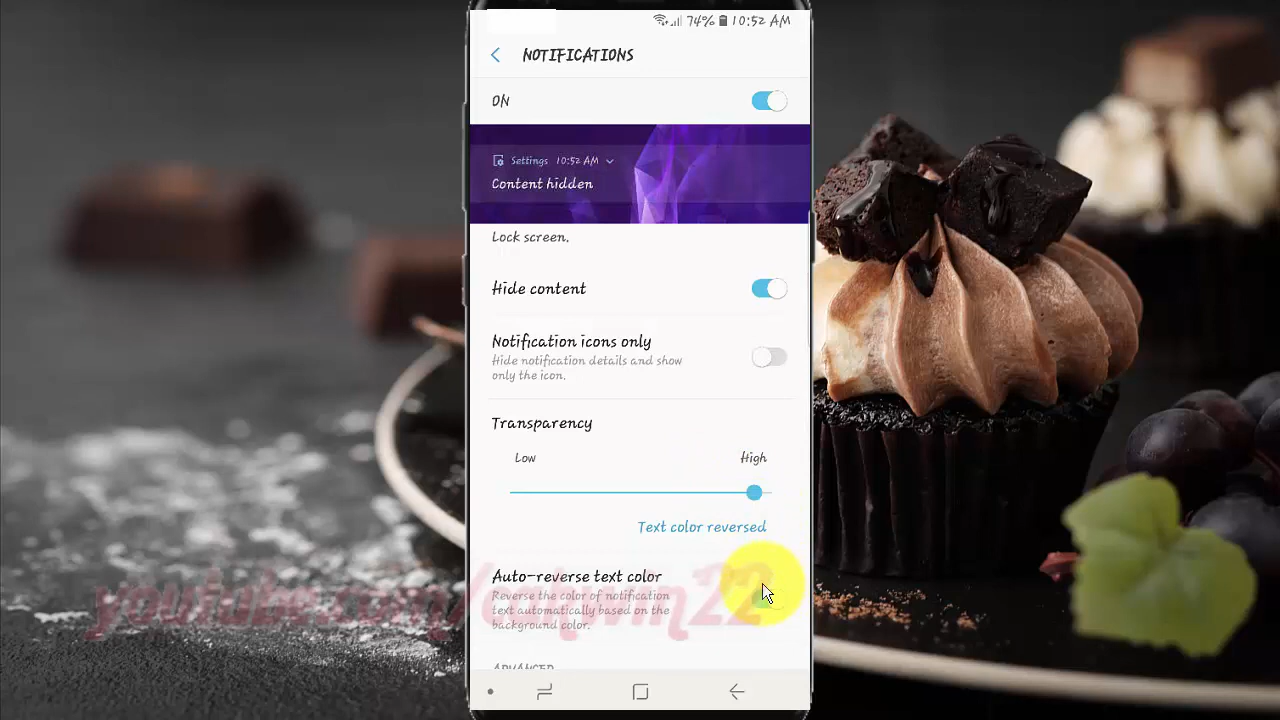 74% 10:52 AM
NOTIFICATIONS
ON
Settings 10:52 AM
Content hidden
Lock screen.
Hide content
Notification icons only
Hide notification details and show
only the icon.
Transparency
Low High
Text color reversed
Auto-reverse text color
Reverse the color of notification
text automatically based on the
background color.
ADVANCED